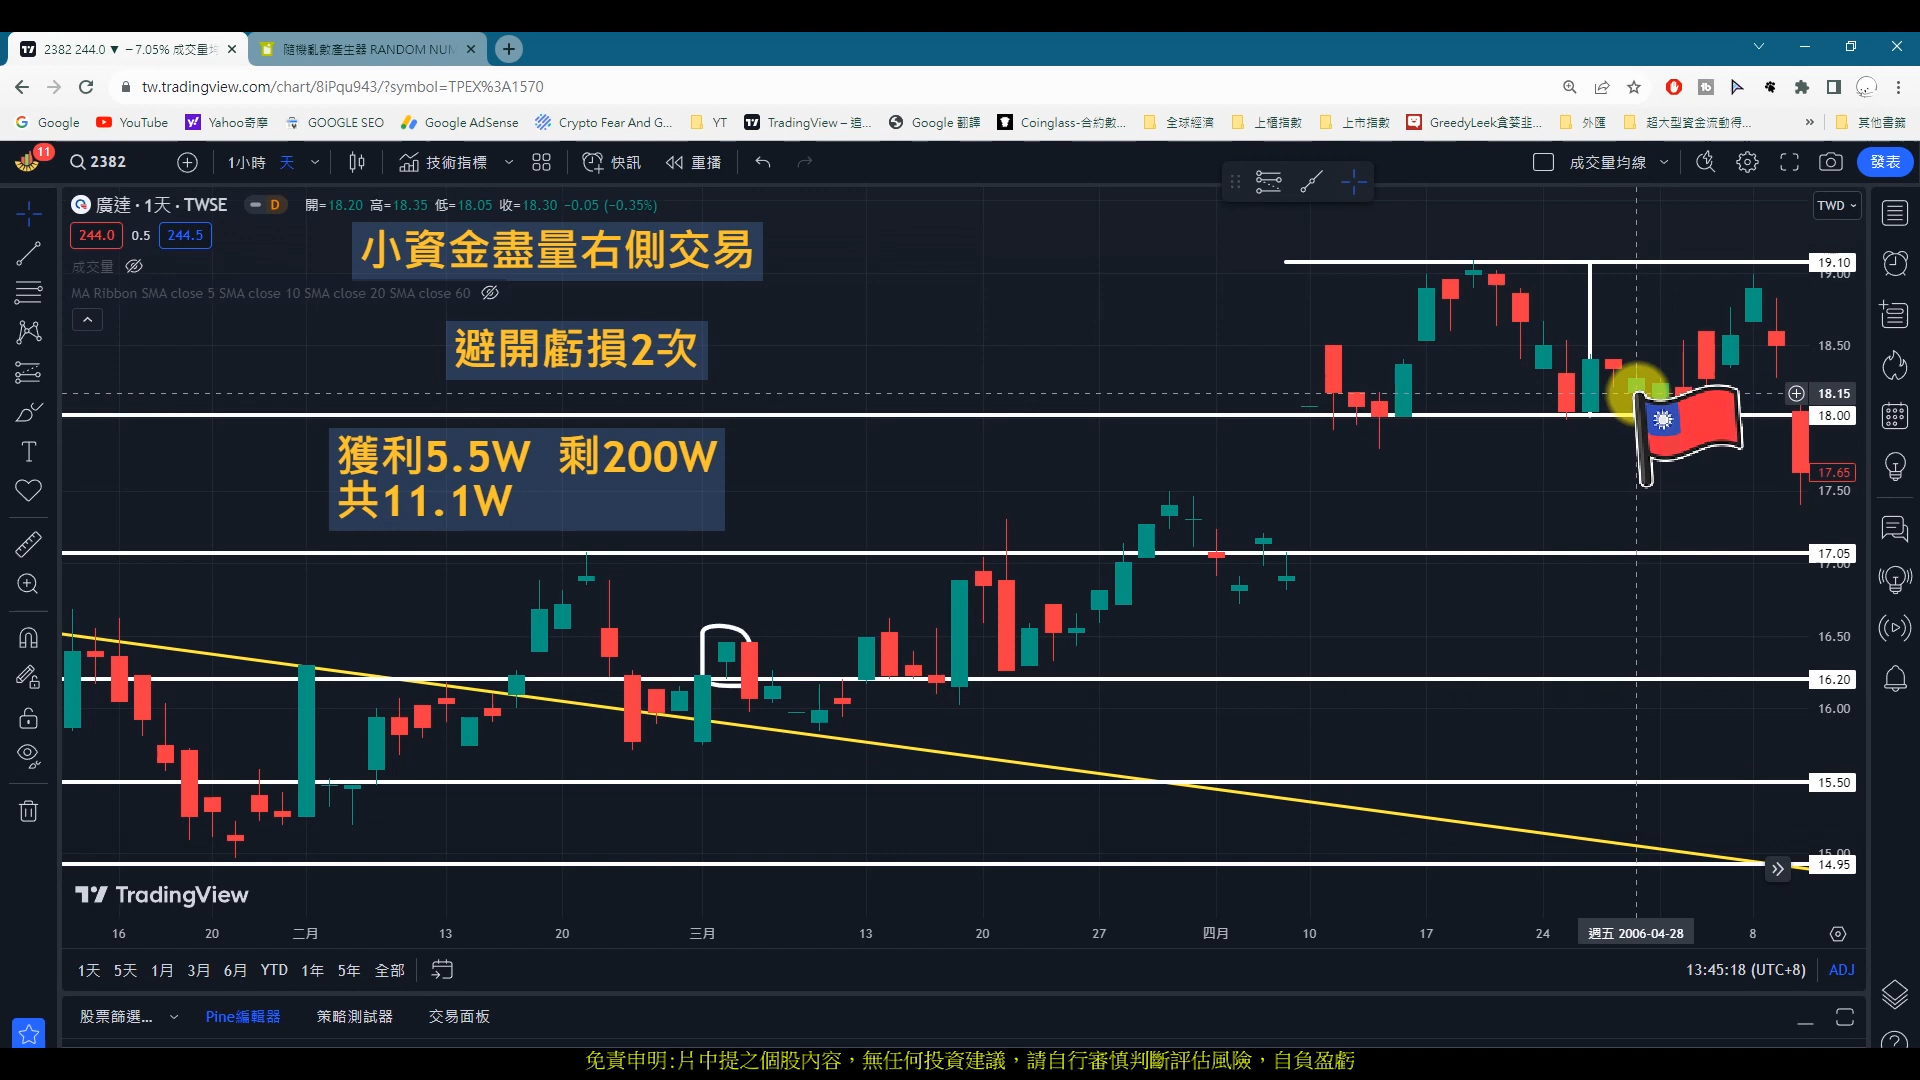 2382 244.0 ▼ −7.05% 成交量均
隨機亂數產生器 RANDOM NUM
tw.tradingview.com/chart/8iPqu943/?symbol=TPEX%3A1570
Google YouTube Yahoo奇摩 GOOGLE SEO Google AdSense Crypto Fear And G... YT TradingView – 追... Google 翻譯 Coinglass-合約數... 全球經濟 上櫃指數 上市指數 GreedyLeek貪婪韭... 外匯 超大型資金流動得... » 其他書籤
11 2382 1小時 天 技術指標 快訊 重播 成交量均線 發表
廣達 · 1天 · TWSE D 開=18.20 高=18.35 低=18.05 收=18.30 −0.05 (−0.35%)
TWD
244.0 0.5 244.5
成交量
MA Ribbon SMA close 5 SMA close 10 SMA close 20 SMA close 60
小資金盡量右側交易
避開虧損2次
獲利5.5W 剩200W
共11.1W
19.10
19.00
18.50
18.15
18.00
17.65
17.50
17.05
17.00
16.50
16.20
16.00
15.50
15.00
14.95
TradingView
16 20 二月 13 20 三月 13 20 27 四月 10 17 24 週五 2006-04-28 8
1天 5天 1月 3月 6月 YTD 1年 5年 全部 13:45:18 (UTC+8) ADJ
股票篩選... Pine編輯器 策略測試器 交易面板
免責申明:片中提之個股內容，無任何投資建議，請自行審慎判斷評估風險，自負盈虧